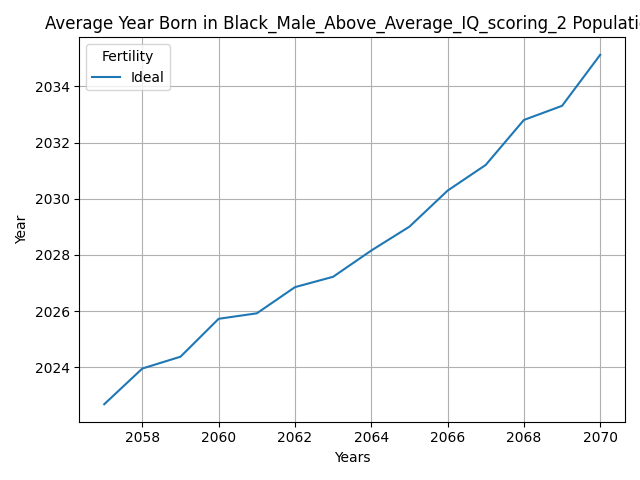 Average Year Born in Black_Male_Above_Average_IQ_scoring_2 Populati
Fertility
Ideal
Year
2034
2032
2030
2028
2026
2024
2058 2060 2062 2064 2066 2068 2070
Years